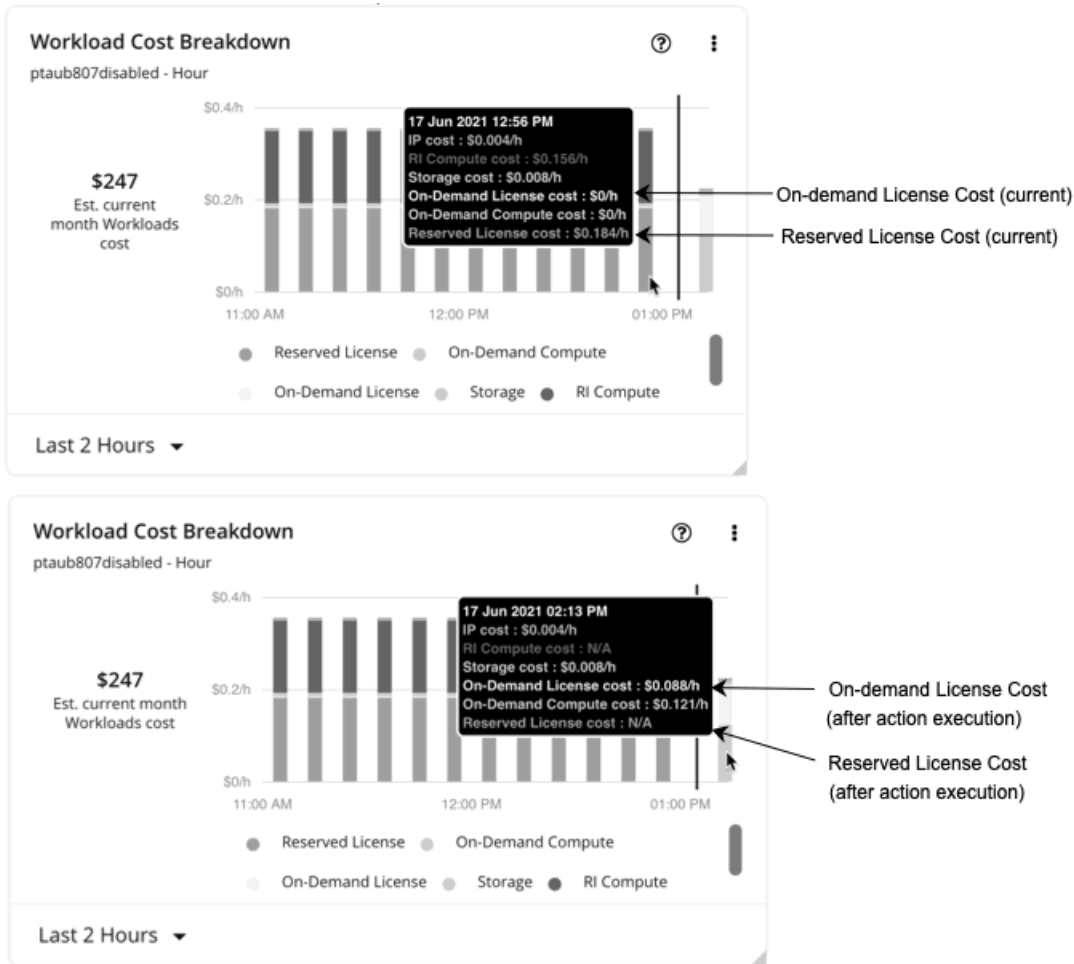 Workload Cost Breakdown
ptaub807disabled - Hour
$247
Est. current
month Workloads
cost
$0.4/h
$0.2/h
$0/h
17 Jun 2021 12:56 PM
IP cost : $0.004/h
RI Compute cost : $0.156/h
Storage cost : $0.008/h
On-Demand License cost : $0/h
On-Demand Compute cost : $0/h
Reserved License cost : $0.184/h
On-demand License Cost (current)
Reserved License Cost (current)
11:00 AM 12:00 PM 01:00 PM
Reserved License On-Demand Compute
On-Demand License Storage RI Compute
Last 2 Hours
Workload Cost Breakdown
ptaub807disabled - Hour
$247
Est. current month
Workloads cost
$0.4/h
$0.2/h
$0/h
17 Jun 2021 02:13 PM
IP cost : $0.004/h
RI Compute cost : N/A
Storage cost : $0.008/h
On-Demand License cost : $0.088/h
On-Demand Compute cost : $0.121/h
Reserved License cost : N/A
On-demand License Cost
(after action execution)
Reserved License Cost
(after action execution)
11:00 AM 12:00 PM 01:00 PM
Reserved License On-Demand Compute
On-Demand License Storage RI Compute
Last 2 Hours